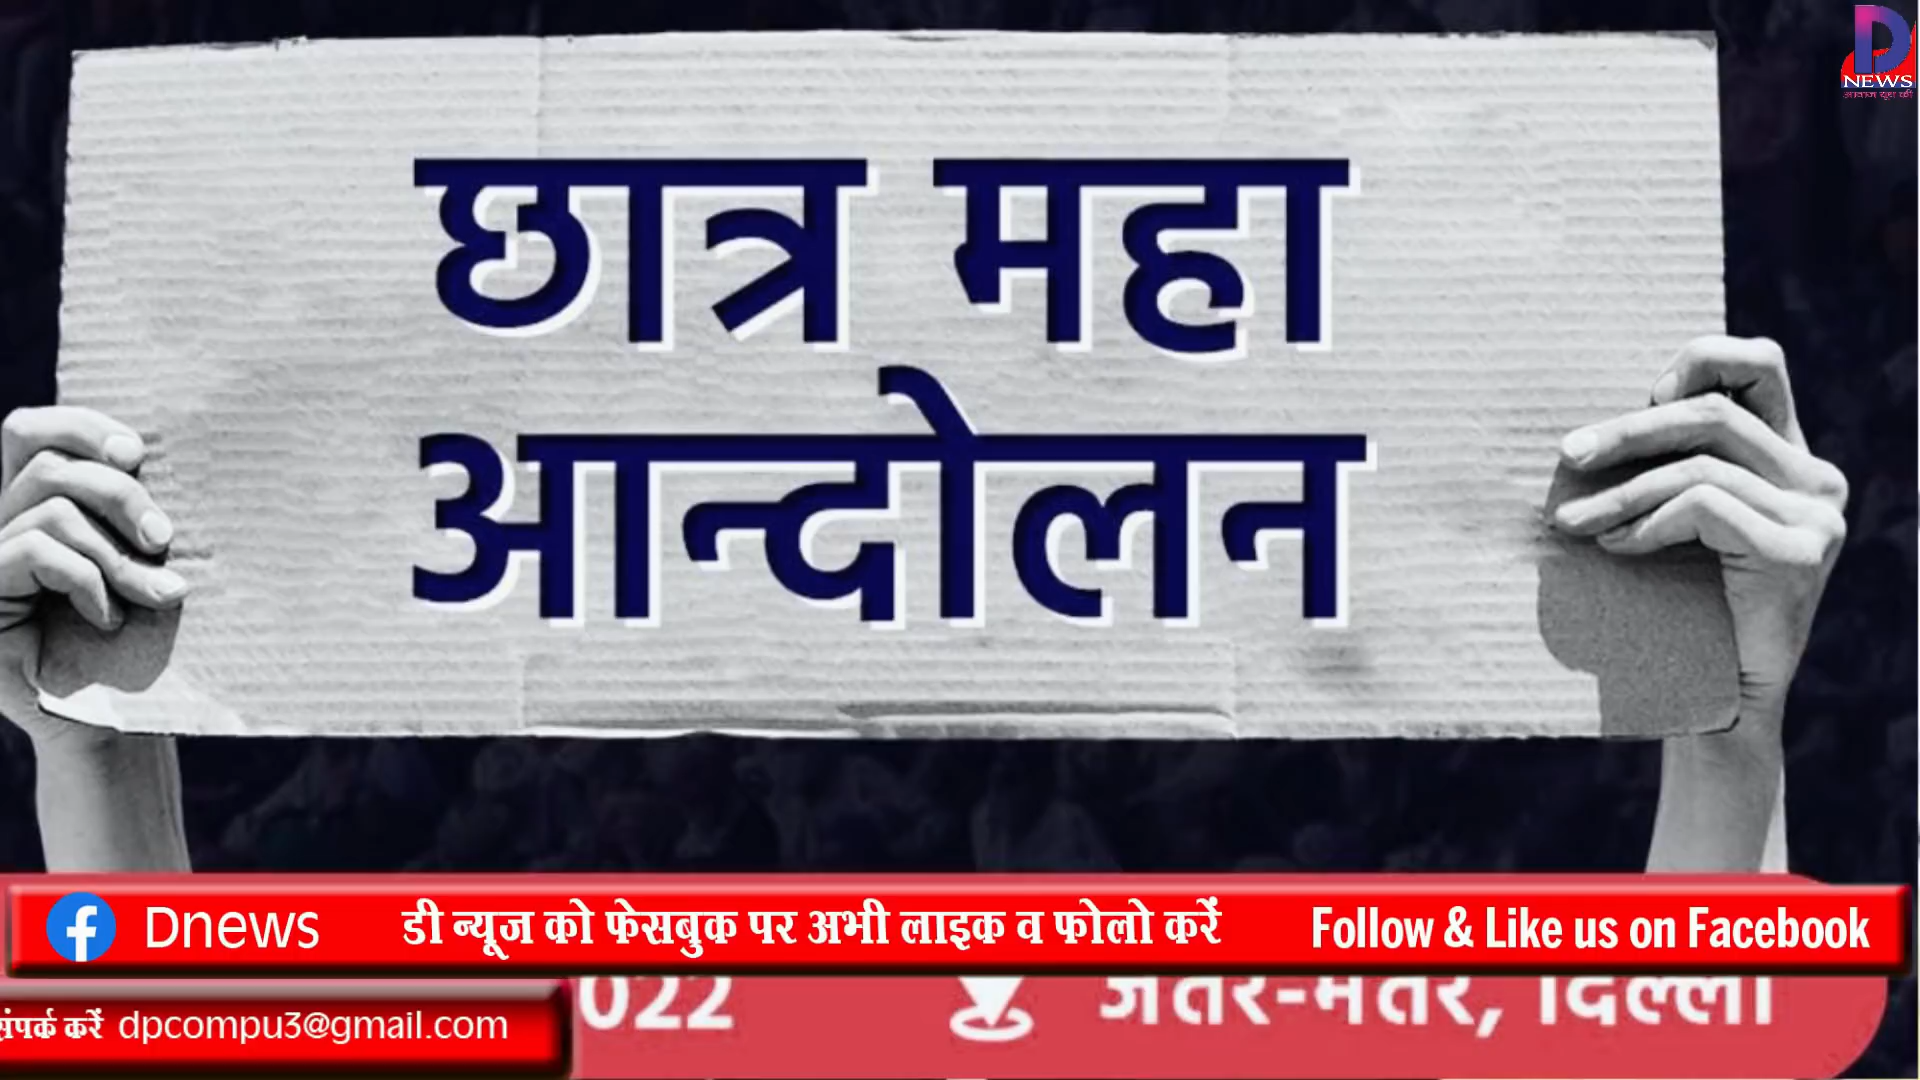 D
NEWS
छात्र महा
आन्दोलन
Dnews डी न्यूज को फेसबुक पर अभी लाइक व फोलो करें Follow & Like us on Facebook
022 जंतर-मंतर, दिल्ली
संपर्क करें dpcompu3@gmail.com